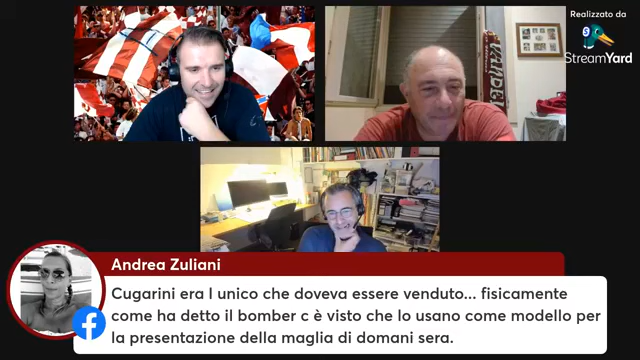 Realizzato da
StreamYard
Andrea Zuliani
Cugarini era l unico che doveva essere venduto... fisicamente
come ha detto il bomber c è visto che lo usano come modello per
la presentazione della maglia di domani sera.